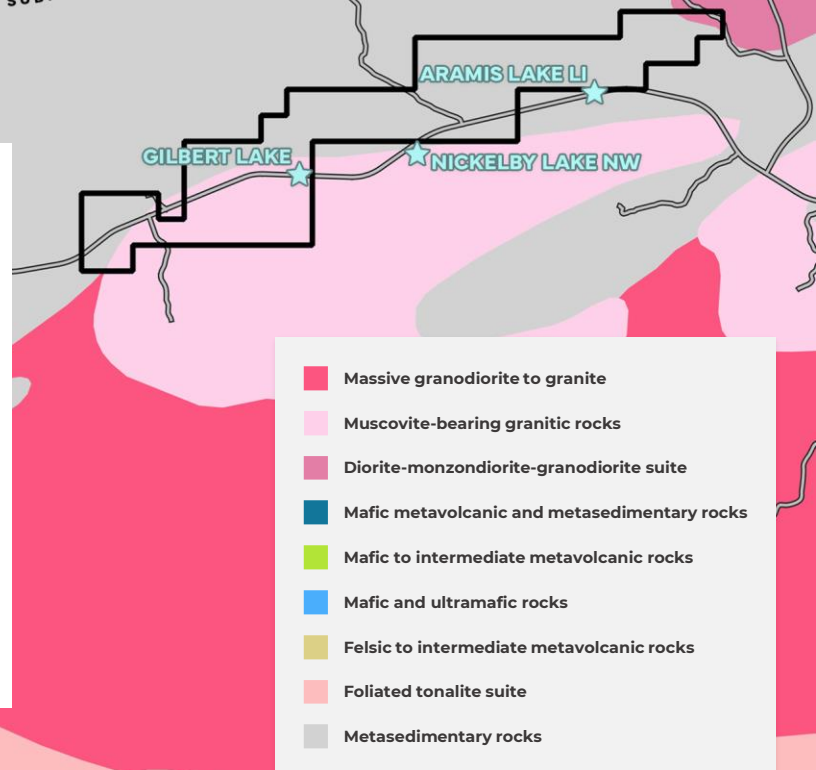 ARAMIS LAKE LI
GILBERT LAKE
NICKELBY LAKE NW
Massive granodiorite to granite
Muscovite-bearing granitic rocks
Diorite-monzondiorite-granodiorite suite
Mafic metavolcanic and metasedimentary rocks
Mafic to intermediate metavolcanic rocks
Mafic and ultramafic rocks
Felsic to intermediate metavolcanic rocks
Foliated tonalite suite
Metasedimentary rocks